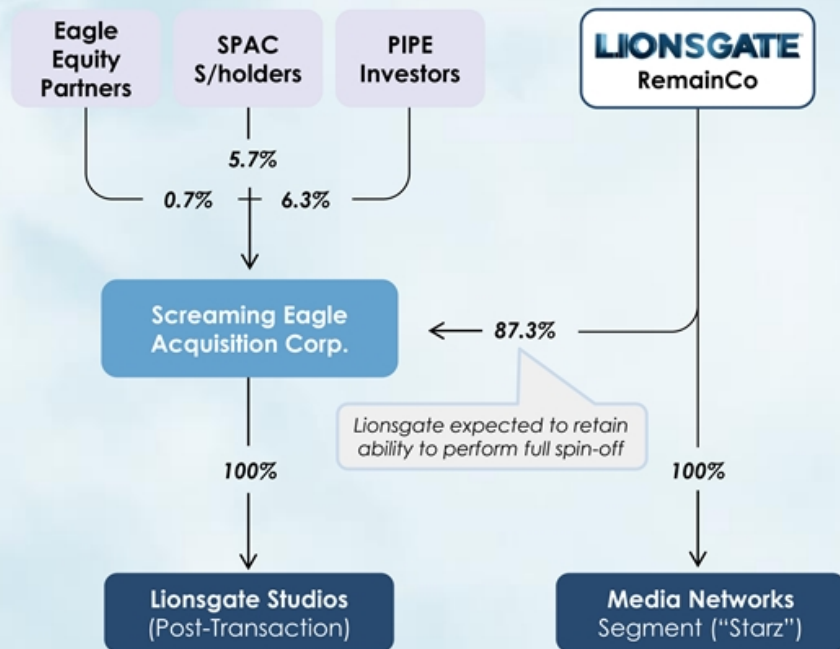 Eagle
Equity
Partners
SPAC
S/holders
PIPE
Investors
LIONSGATE
RemainCo
5.7%
0.7%
6.3%
Screaming Eagle
Acquisition Corp.
87.3%
Lionsgate expected to retain
ability to perform full spin-off
100%
100%
Lionsgate Studios
(Post-Transaction)
Media Networks
Segment (“Starz”)